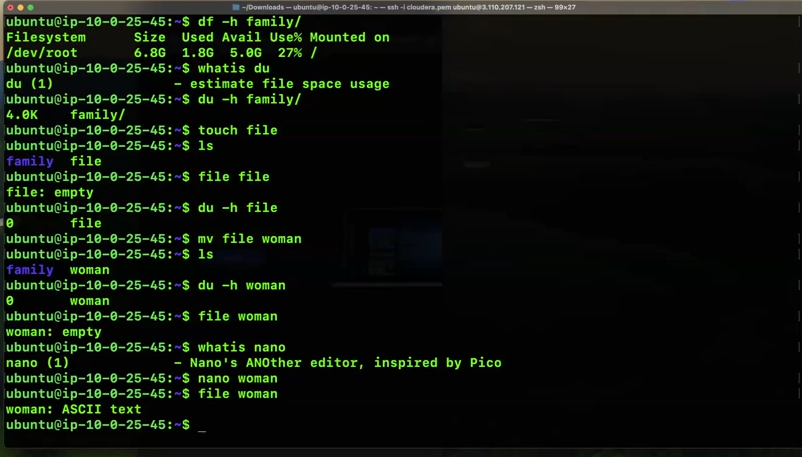 ~/Downloads — ubuntu@ip-10-0-25-45: ~ — ssh -i cloudera.pem ubuntu@3.110.207.121 — zsh — 99×27
ubuntu@ip-10-0-25-45:~$ df -h family/
Filesystem      Size  Used Avail Use% Mounted on
/dev/root       6.8G  1.8G  5.0G  27% /
ubuntu@ip-10-0-25-45:~$ whatis du
du (1)               - estimate file space usage
ubuntu@ip-10-0-25-45:~$ du -h family/
4.0K    family/
ubuntu@ip-10-0-25-45:~$ touch file
ubuntu@ip-10-0-25-45:~$ ls
family  file
ubuntu@ip-10-0-25-45:~$ file file
file: empty
ubuntu@ip-10-0-25-45:~$ du -h file
0       file
ubuntu@ip-10-0-25-45:~$ mv file woman
ubuntu@ip-10-0-25-45:~$ ls
family  woman
ubuntu@ip-10-0-25-45:~$ du -h woman
0       woman
ubuntu@ip-10-0-25-45:~$ file woman
woman: empty
ubuntu@ip-10-0-25-45:~$ whatis nano
nano (1)             - Nano's ANOther editor, inspired by Pico
ubuntu@ip-10-0-25-45:~$ nano woman
ubuntu@ip-10-0-25-45:~$ file woman
woman: ASCII text
ubuntu@ip-10-0-25-45:~$ _